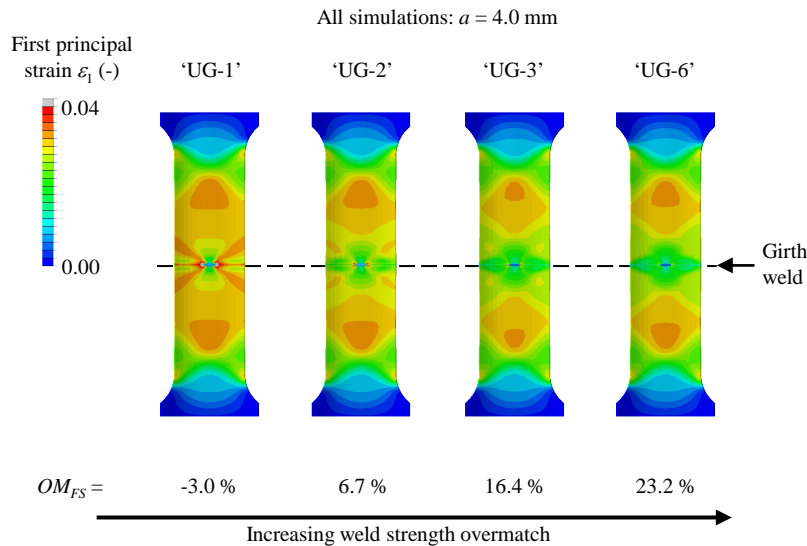 All simulations: a = 4.0 mm
First principal
strain ε1 (-)
‘UG-1’ ‘UG-2’ ‘UG-3’ ‘UG-6’
0.04
0.00
Girth
weld
OM_FS = -3.0 % 6.7 % 16.4 % 23.2 %
Increasing weld strength overmatch